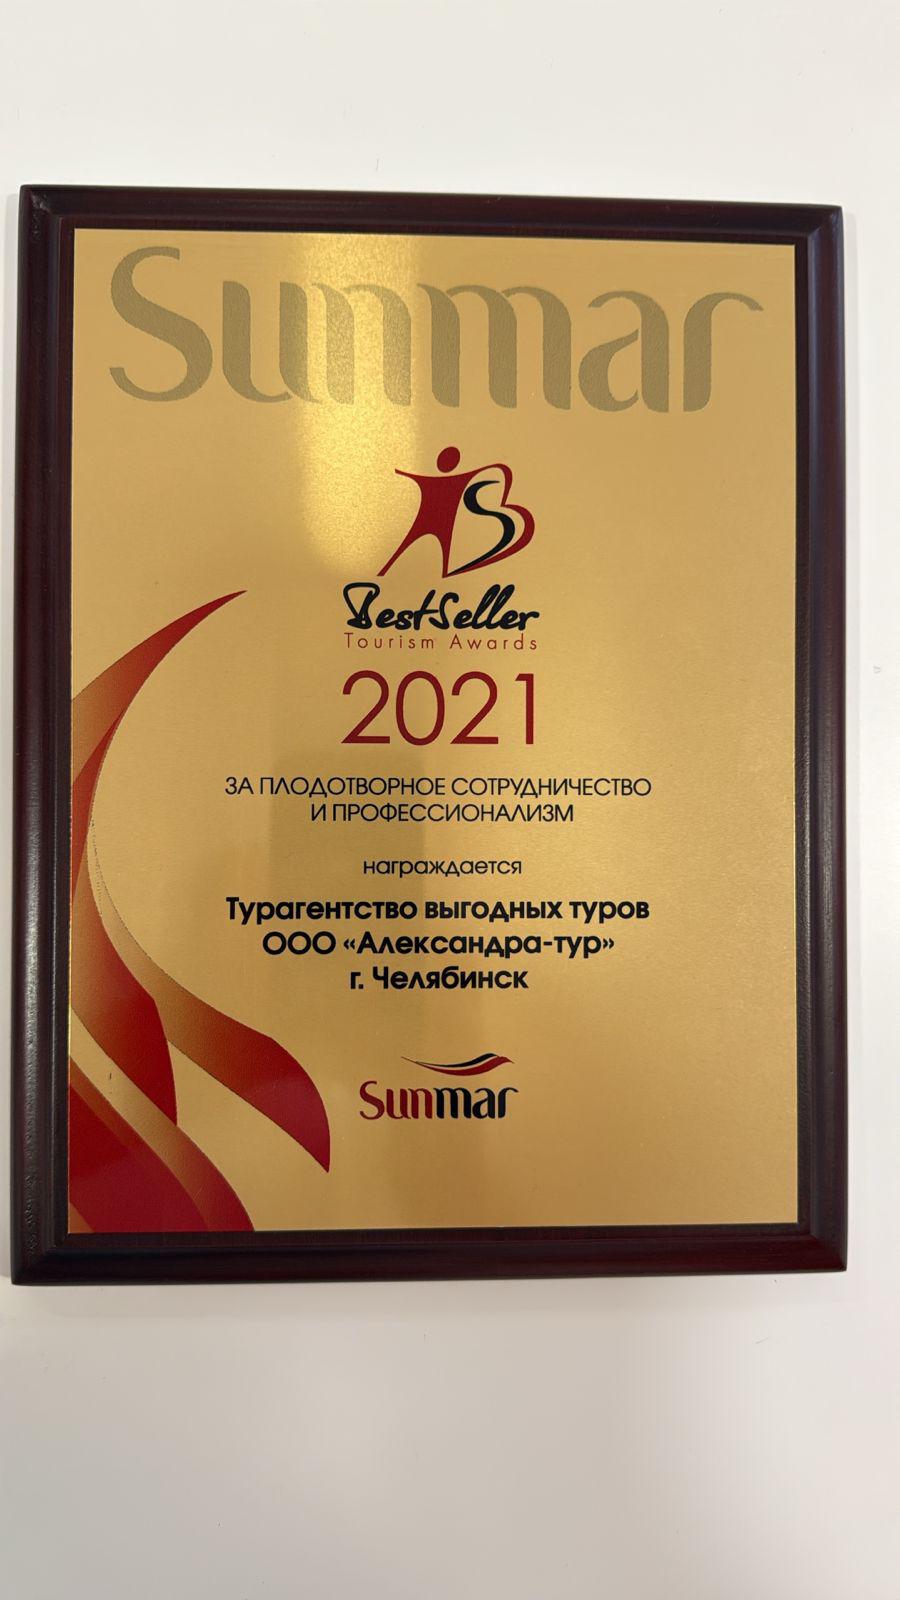 Sunmar
BestSeller
Tourism Awards
2021
ЗА ПЛОДОТВОРНОЕ СОТРУДНИЧЕСТВО
И ПРОФЕССИОНАЛИЗМ
награждается
Турагентство выгодных туров
ООО «Александра-тур»
г. Челябинск
Sunmar